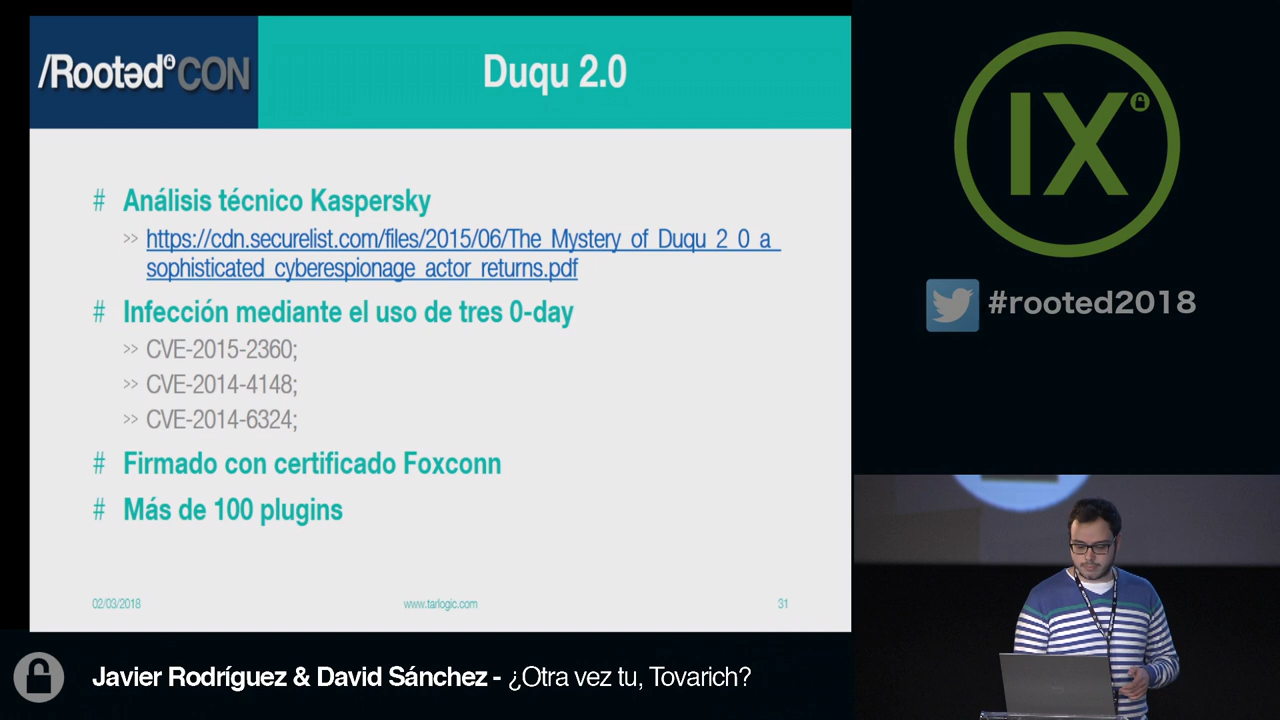 /Rootəd CON
Duqu 2.0
# Análisis técnico Kaspersky
>> https://cdn.securelist.com/files/2015/06/The_Mystery_of_Duqu_2_0_a_
sophisticated_cyberespionage_actor_returns.pdf
# Infección mediante el uso de tres 0-day
>> CVE-2015-2360;
>> CVE-2014-4148;
>> CVE-2014-6324;
# Firmado con certificado Foxconn
# Más de 100 plugins
02/03/2018 www.tarlogic.com 31
IX
#rooted2018
Javier Rodríguez & David Sánchez - ¿Otra vez tu, Tovarich?